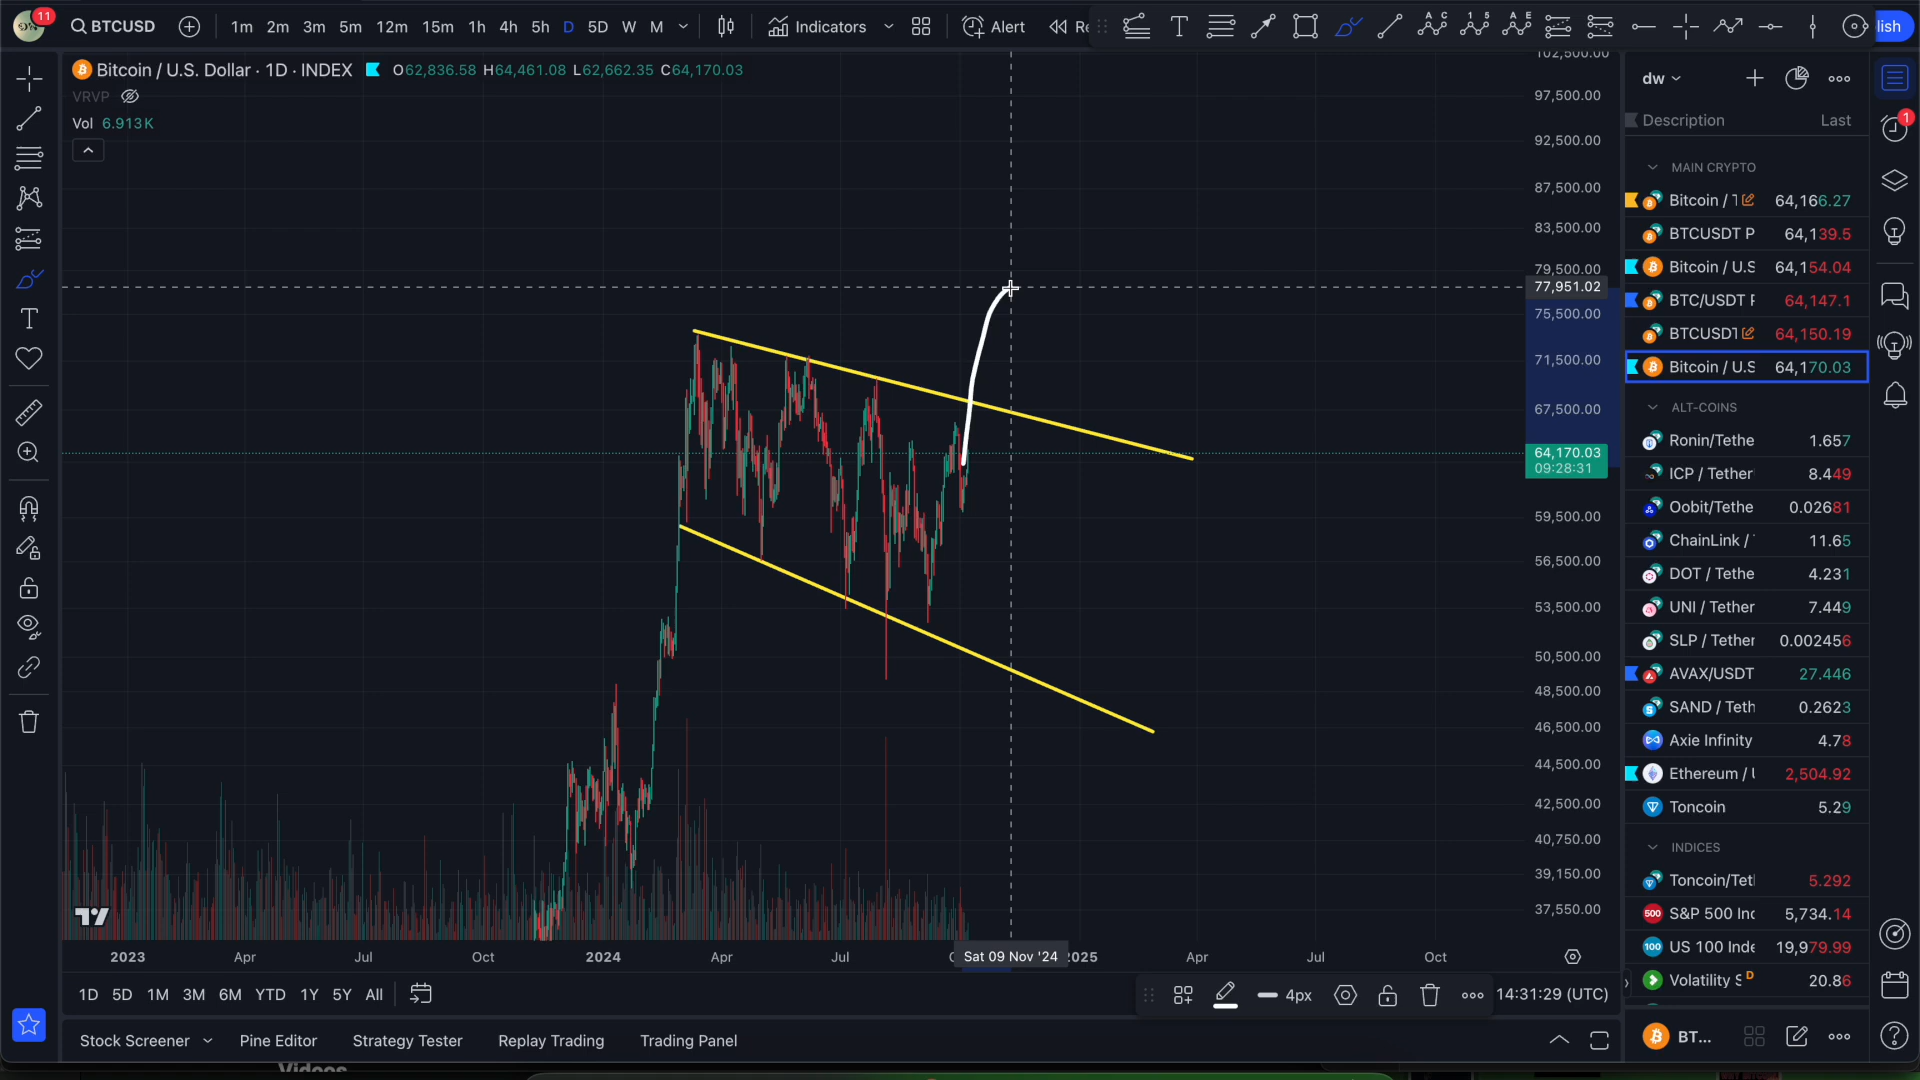 11
BTCUSD
1m 2m 3m 5m 12m 15m 1h 4h 5h D 5D W M
Indicators
Alert
Re
lish
Bitcoin / U.S. Dollar · 1D · INDEX
O62,836.58 H64,461.08 L62,662.35 C64,170.03
VRVP
Vol 6.913K
102,500.00
97,500.00
92,500.00
87,500.00
83,500.00
79,500.00
77,951.02
75,500.00
71,500.00
67,500.00
64,170.03
09:28:31
59,500.00
56,500.00
53,500.00
50,500.00
48,500.00
46,500.00
44,500.00
42,500.00
40,750.00
39,150.00
37,550.00
2023 Apr Jul Oct 2024 Apr Jul Sat 09 Nov '24 2025 Apr Jul Oct
1D 5D 1M 3M 6M YTD 1Y 5Y All
4px
14:31:29 (UTC)
Stock Screener
Pine Editor
Strategy Tester
Replay Trading
Trading Panel
Videos
dw
1
Description Last
MAIN CRYPTO
Bitcoin / T 64,166.27
BTCUSDT P 64,139.5
Bitcoin / U.S 64,154.04
BTC/USDT F 64,147.1
BTCUSDT 64,150.19
Bitcoin / U.S 64,170.03
ALT-COINS
Ronin/Tethe 1.657
ICP / Tether 8.449
Oobit/Tethe 0.02681
ChainLink / 11.65
DOT / Tethe 4.231
UNI / Tether 7.449
SLP / Tether 0.002456
AVAX/USDT 27.446
SAND / Teth 0.2623
Axie Infinity 4.78
Ethereum / U 2,504.92
Toncoin 5.29
INDICES
Toncoin/Tetl 5.292
500 S&P 500 Inc 5,734.14
100 US 100 Inde 19,979.99
Volatility S D 20.86
BT...